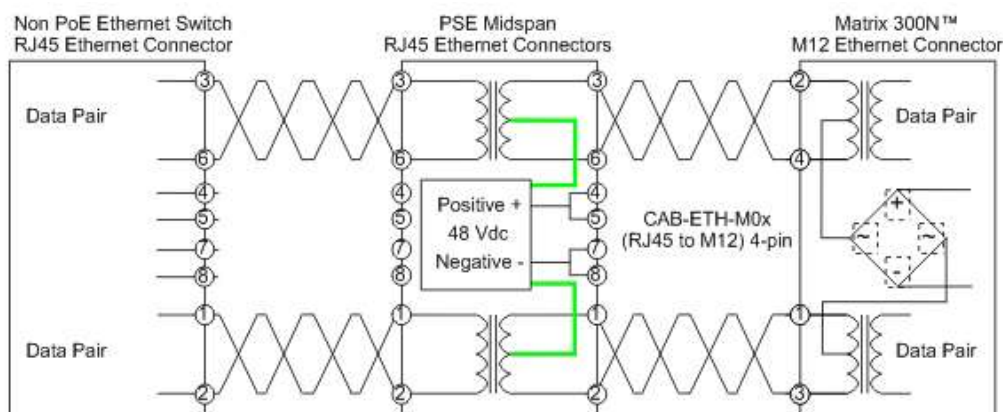 Non PoE Ethernet Switch
RJ45 Ethernet Connector
PSE Midspan
RJ45 Ethernet Connectors
Matrix 300N™
M12 Ethernet Connector
3
3
3
2
Data Pair
Data Pair
6
6
6
4
4
4
4
5
5
5
7
7
7
8
8
8
Positive +
48 Vdc
Negative -
CAB-ETH-M0x
(RJ45 to M12) 4-pin
+
~
~
-
1
1
1
1
Data Pair
Data Pair
2
2
2
3